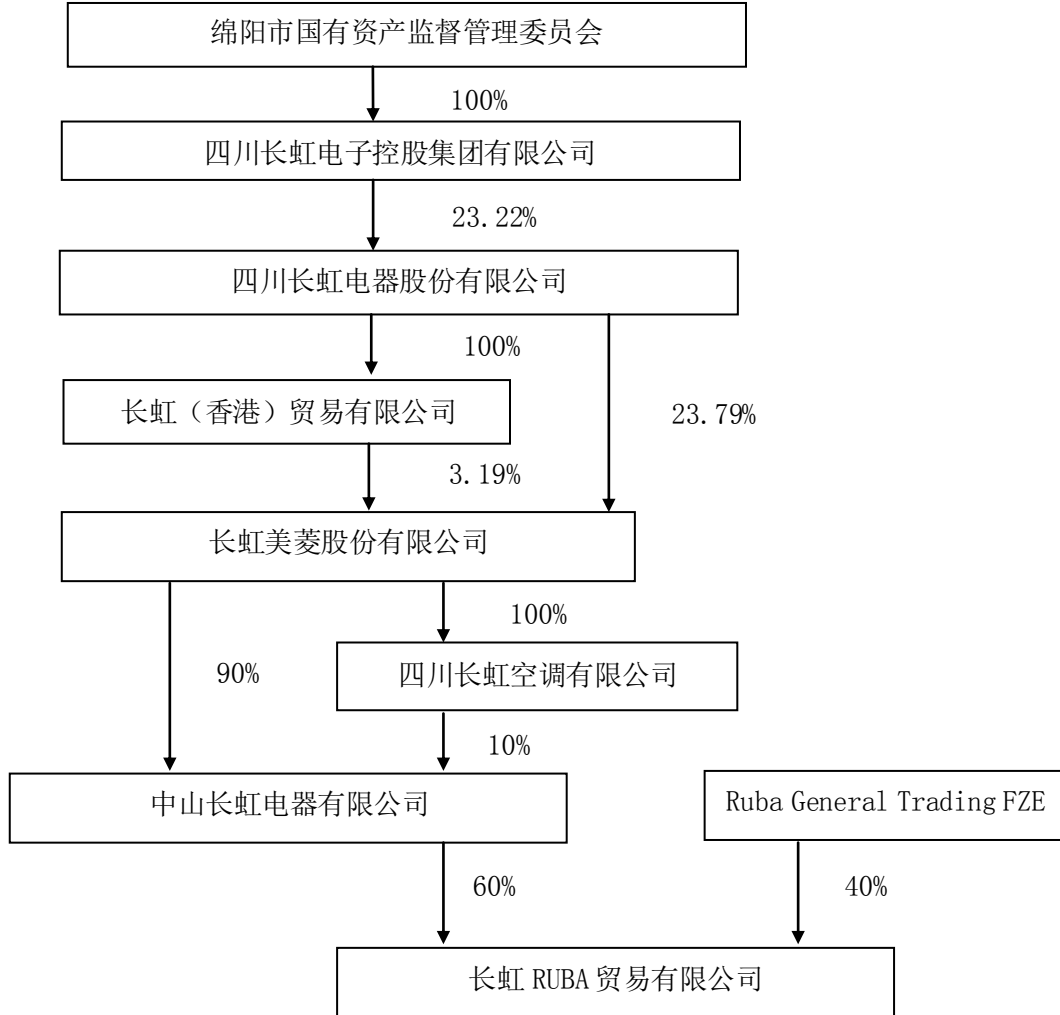 绵阳市国有资产监督管理委员会
100%
四川长虹电子控股集团有限公司
23.22%
四川长虹电器股份有限公司
100%
长虹（香港）贸易有限公司
23.79%
3.19%
长虹美菱股份有限公司
100%
90%
四川长虹空调有限公司
10%
中山长虹电器有限公司
Ruba General Trading FZE
60%
40%
长虹 RUBA 贸易有限公司